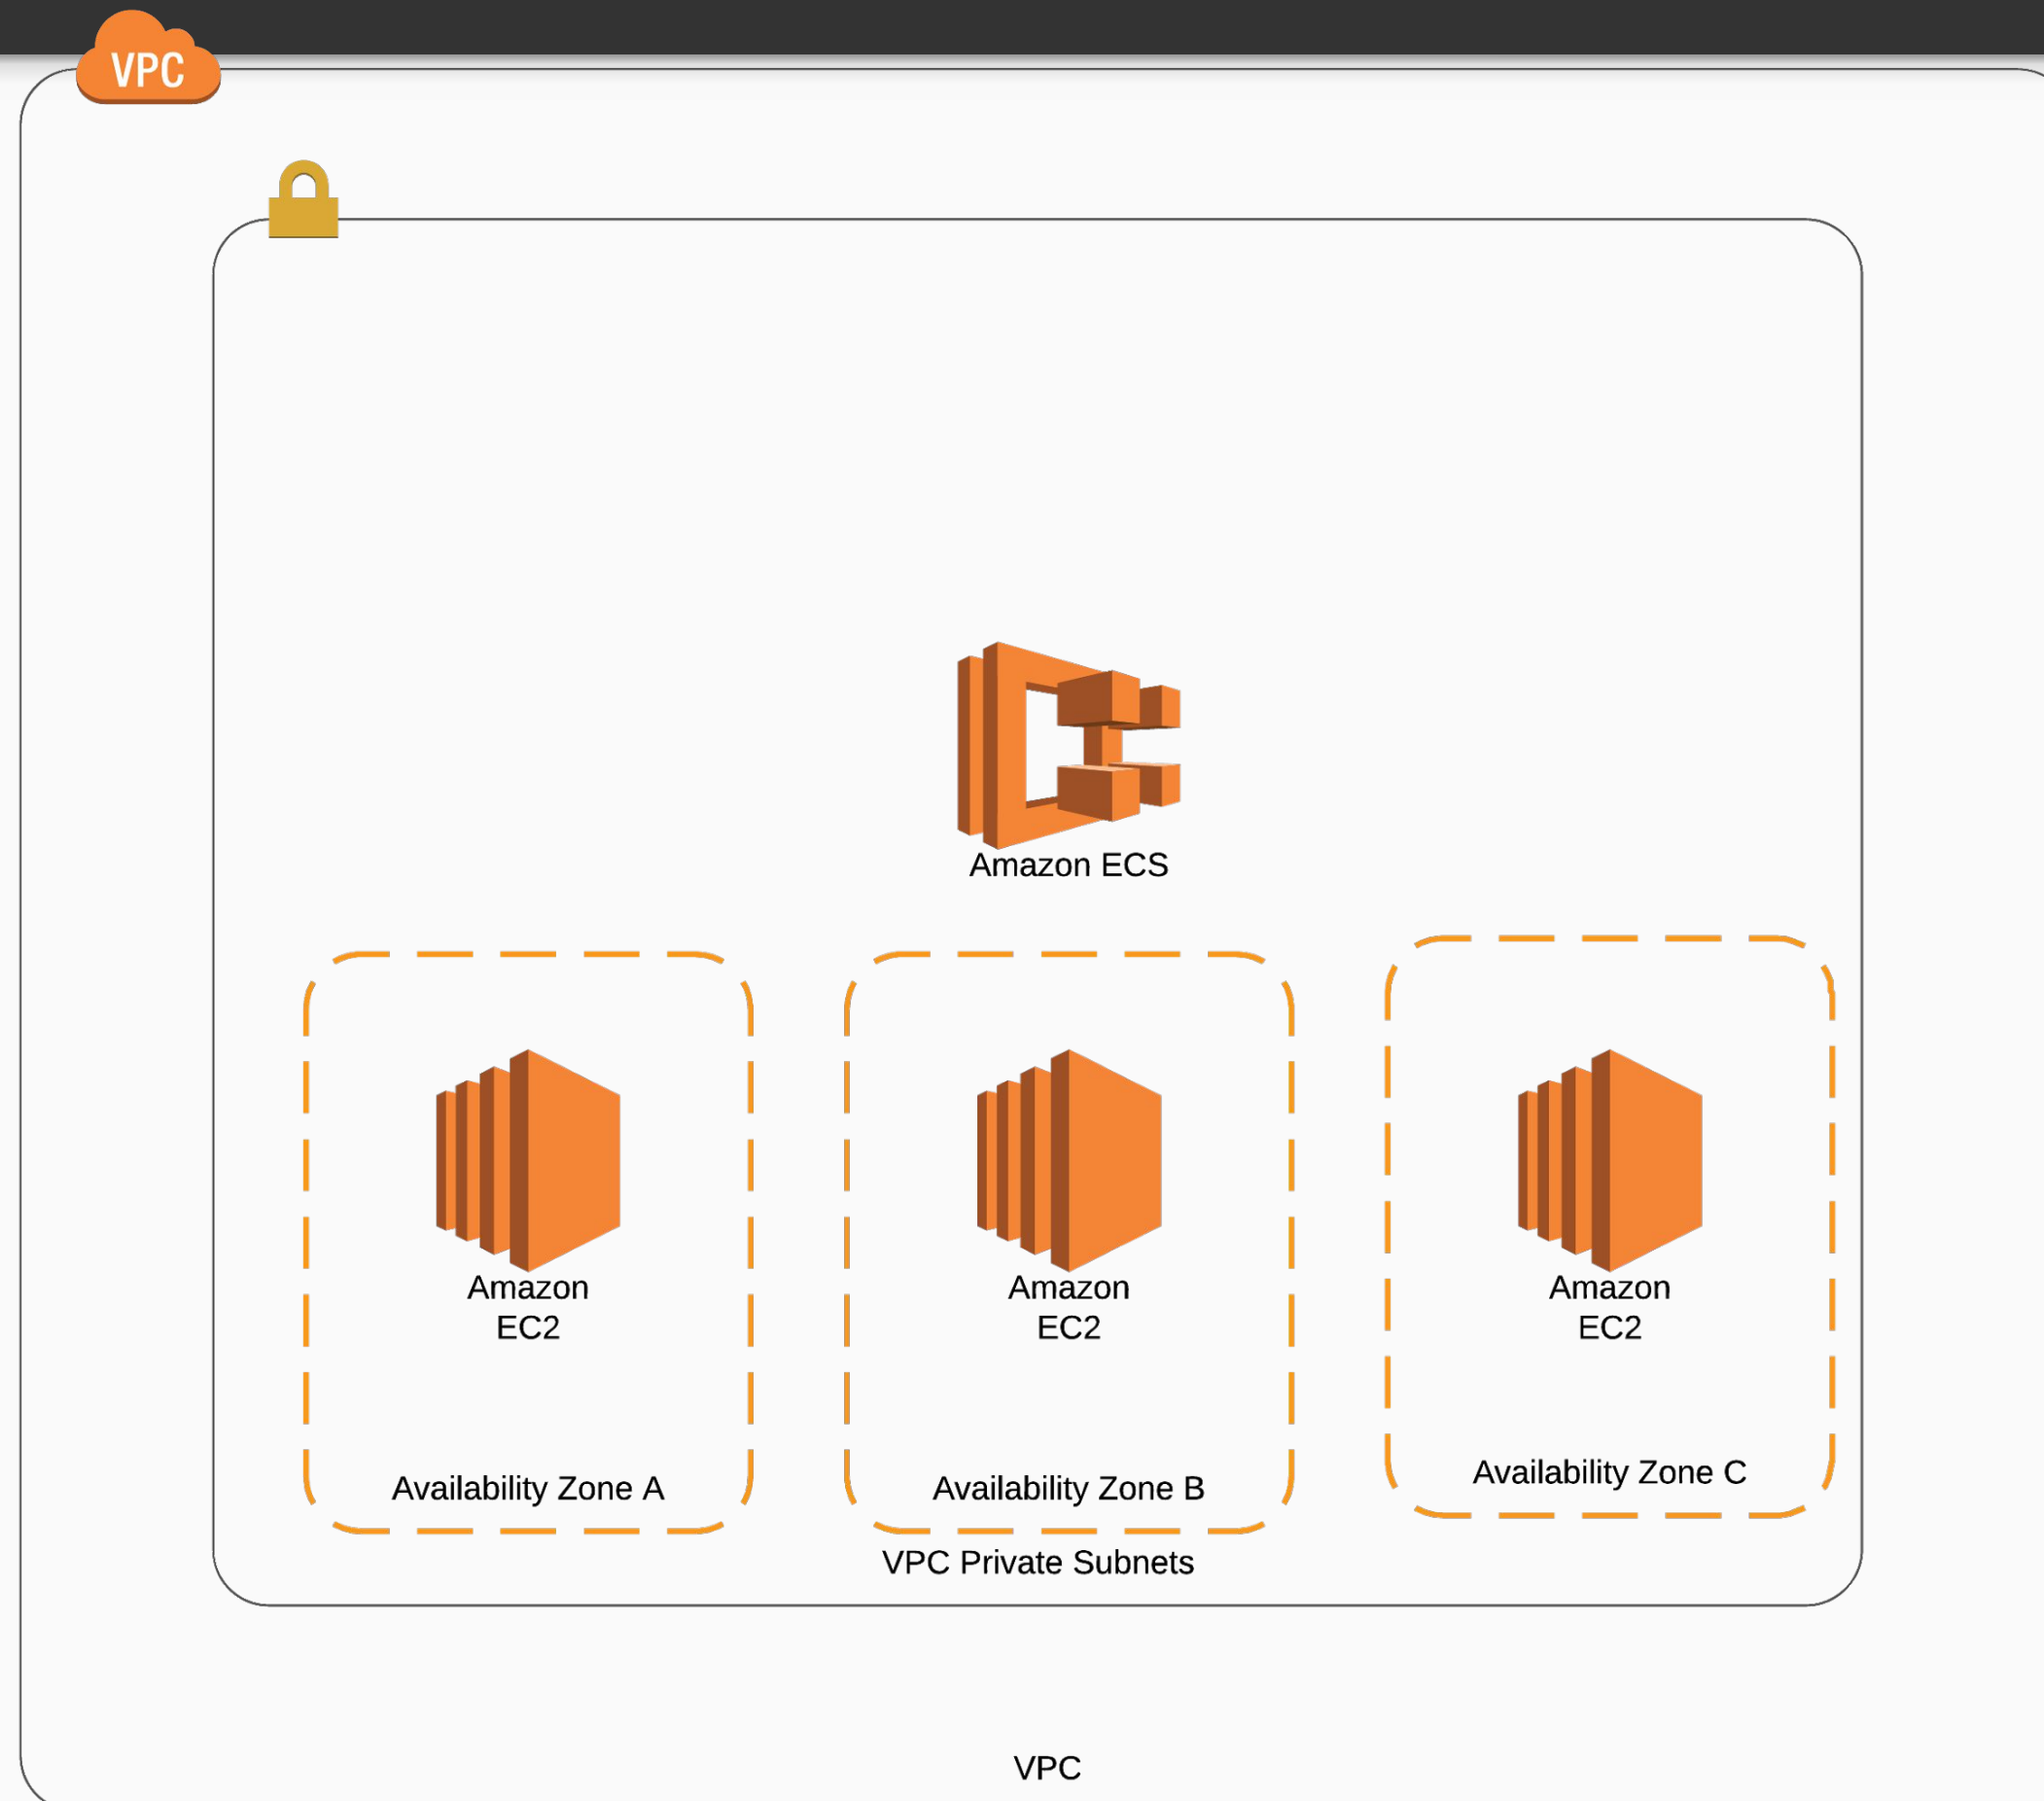 VPC
Amazon ECS
Amazon
EC2
Amazon
EC2
Amazon
EC2
Availability Zone A
Availability Zone B
Availability Zone C
VPC Private Subnets
VPC